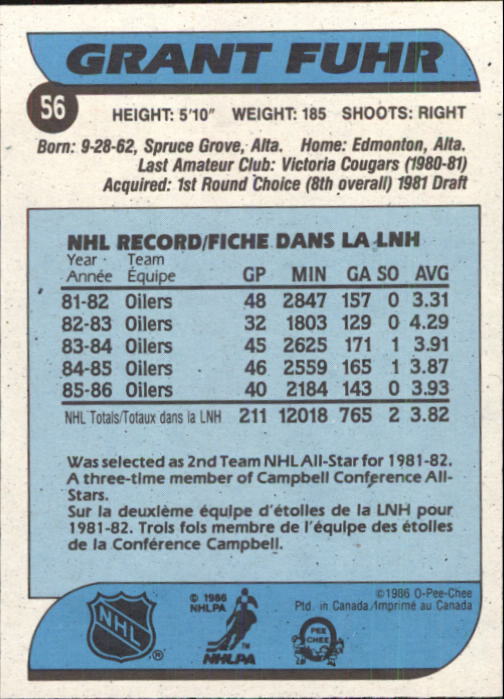 GRANT FUHR
56
HEIGHT: 5'10" WEIGHT: 185 SHOOTS: RIGHT
Born: 9-28-62, Spruce Grove, Alta. Home: Edmonton, Alta.
Last Amateur Club: Victoria Cougars (1980-81)
Acquired: 1st Round Choice (8th overall) 1981 Draft
NHL RECORD/FICHE DANS LA LNH
Year Team
Année Équipe GP MIN GA SO AVG
81-82 Oilers 48 2847 157 0 3.31
82-83 Oilers 32 1803 129 0 4.29
83-84 Oilers 45 2625 171 1 3.91
84-85 Oilers 46 2559 165 1 3.87
85-86 Oilers 40 2184 143 0 3.93
NHL Totals/Totaux dans la LNH 211 12018 765 2 3.82
Was selected as 2nd Team NHL All-Star for 1981-82.
A three-time member of Campbell Conference All-
Stars.
Sur la deuxième équipe d'étoiles de la LNH pour
1981-82. Trois fois membre de l'équipe des étoiles
de la Conférence Campbell.
NHL ®
© 1986
NHLPA
™
NHLPA
©1986 O-Pee-Chee
Ptd. in Canada/Imprimé au Canada
O PEE CHEE